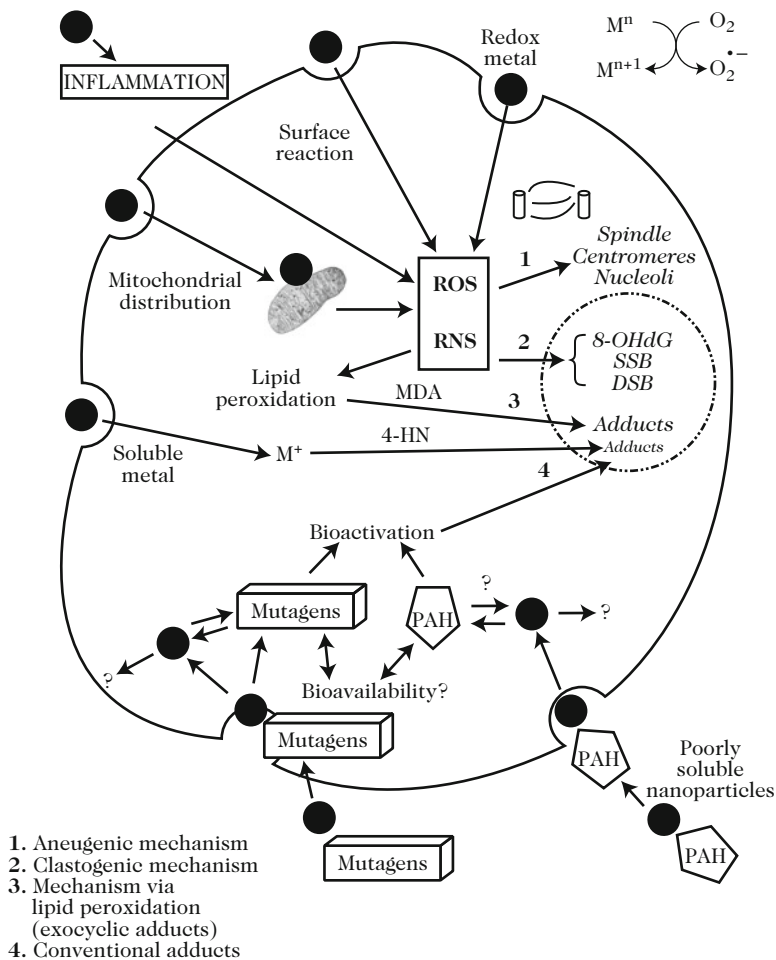 INFLAMMATION
Redox
metal
Mⁿ
O₂
Mⁿ⁺¹
O₂•−
Surface
reaction
Mitochondrial
distribution
ROS
RNS
1
Spindle
Centromeres
Nucleoli
2
8-OHdG
SSB
DSB
Lipid
peroxidation
MDA
3
Adducts
Soluble
metal
M⁺
4-HN
Adducts
4
Bioactivation
Mutagens
PAH
?
?
?
Bioavailability?
Mutagens
PAH
Poorly
soluble
nanoparticles
Mutagens
PAH
1. Aneugenic mechanism
2. Clastogenic mechanism
3. Mechanism via
lipid peroxidation
(exocyclic adducts)
4. Conventional adducts